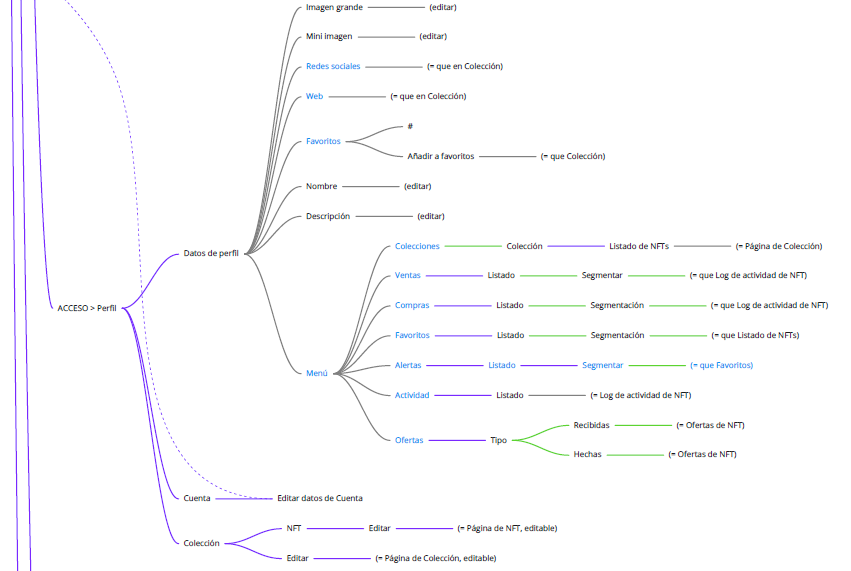 Imagen grande (editar)
Mini imagen (editar)
Redes sociales (= que en Colección)
Web (= que en Colección)
#
Favoritos
Añadir a favoritos (= que Colección)
Nombre (editar)
Descripción (editar)
Colecciones Colección Listado de NFTs (= Página de Colección)
Datos de perfil
Ventas Listado Segmentar (= que Log de actividad de NFT)
Compras Listado Segmentación (= que Log de actividad de NFT)
ACCESO > Perfil
Favoritos Listado Segmentación (= que Listado de NFTs)
Alertas Listado Segmentar (= que Favoritos)
Menú
Actividad Listado (= Log de actividad de NFT)
Recibidas (= Ofertas de NFT)
Ofertas Tipo
Hechas (= Ofertas de NFT)
Cuenta Editar datos de Cuenta
NFT Editar (= Página de NFT, editable)
Colección
Editar (= Página de Colección, editable)